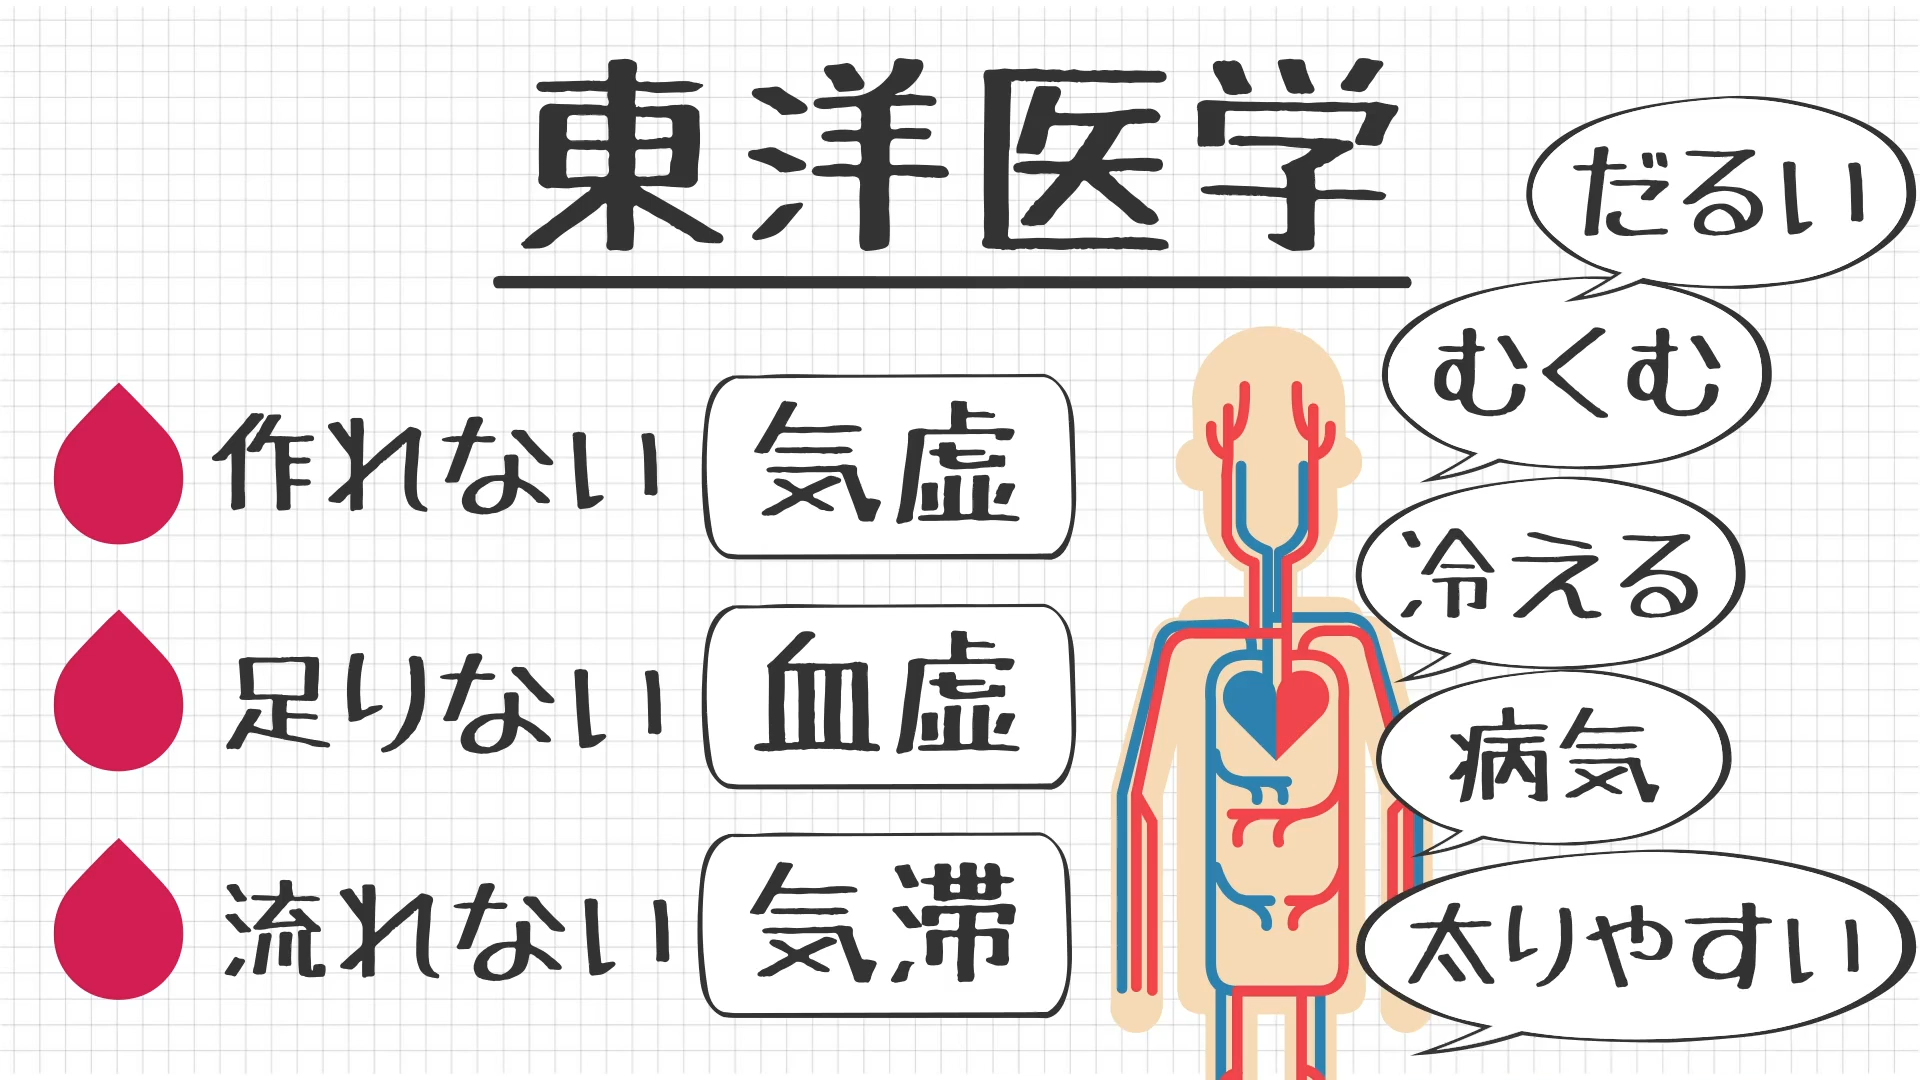 東洋医学
作れない
気虚
足りない
血虚
流れない
気滞
だるい
むくむ
冷える
病気
太りやすい